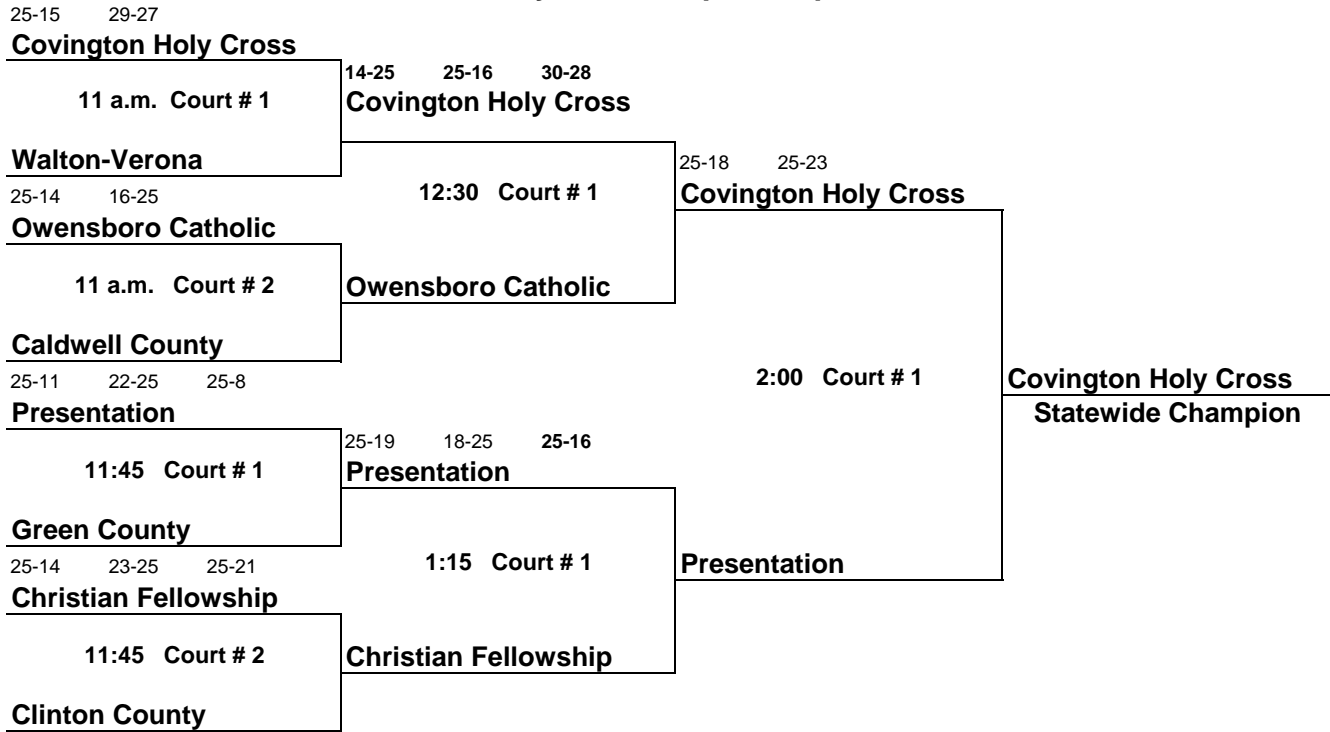 25-15 29-27
Covington Holy Cross
11 a.m. Court # 1
Walton-Verona
25-14 16-25
Owensboro Catholic
11 a.m. Court # 2
Caldwell County
25-11 22-25 25-8
Presentation
11:45 Court # 1
Green County
25-14 23-25 25-21
Christian Fellowship
11:45 Court # 2
Clinton County
14-25 25-16 30-28
Covington Holy Cross
12:30 Court # 1
Owensboro Catholic
25-19 18-25 25-16
Presentation
1:15 Court # 1
Christian Fellowship
25-18 25-23
Covington Holy Cross
2:00 Court # 1
Presentation
Covington Holy Cross
Statewide Champion